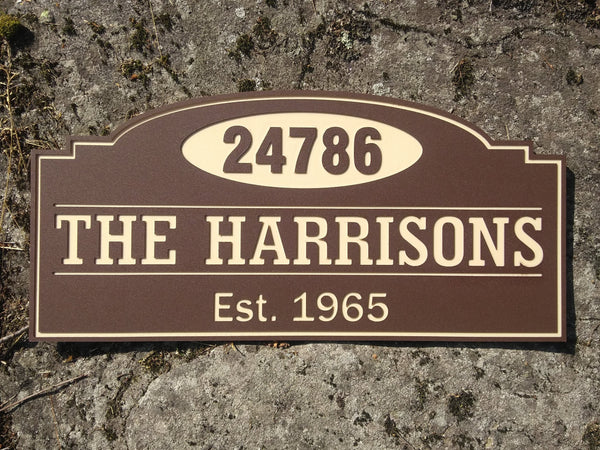 24786
THE HARRISONS
Est. 1965